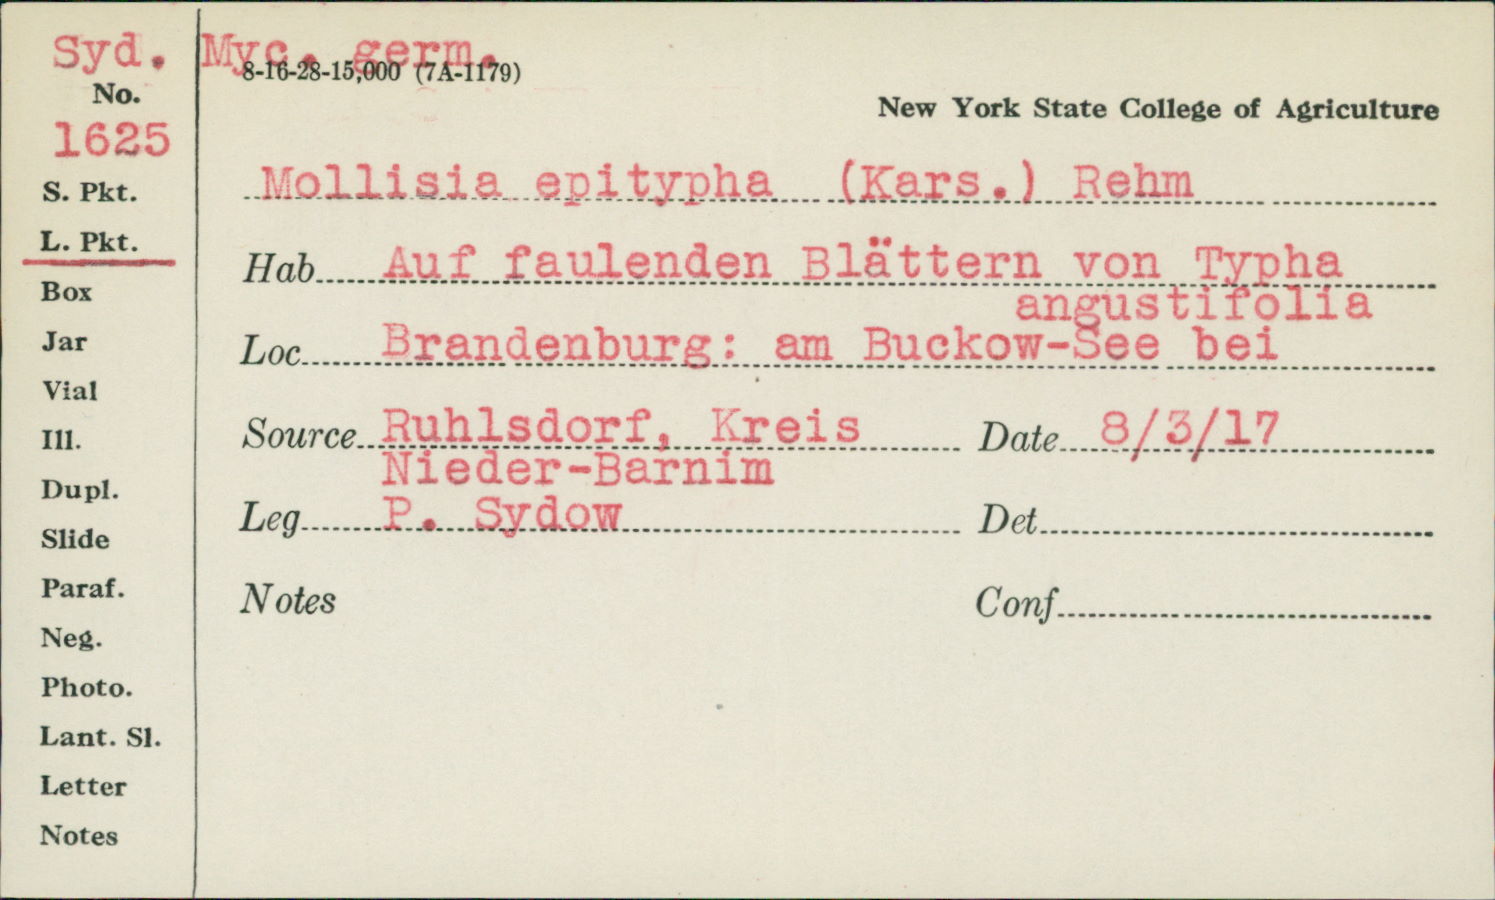 Syd. Myc. germ.
8-16-28-15,000 (7A-1179)
No.
1625
New York State College of Agriculture
S. Pkt.
L. Pkt.
Box
Jar
Vial
Ill.
Dupl.
Slide
Paraf.
Neg.
Photo.
Lant. Sl.
Letter
Notes
Mollisia epitypha (Kars.) Rehm
Hab Auf faulenden Blättern von Typha
angustifolia
Loc Brandenburg: am Buckow-See bei
Source Ruhlsdorf, Kreis Date 8/3/17
Nieder-Barnim
Leg P. Sydow Det
Notes Conf